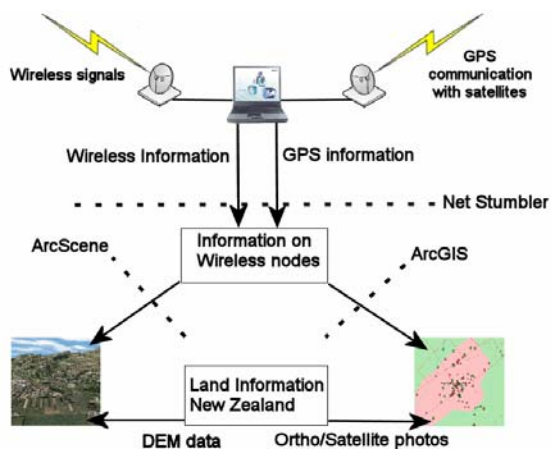 Wireless signals
GPS
communication
with satellites
Wireless Information
GPS information
Net Stumbler
ArcScene
Information on
Wireless nodes
ArcGIS
Land Information
New Zealand
DEM data
Ortho/Satellite photos